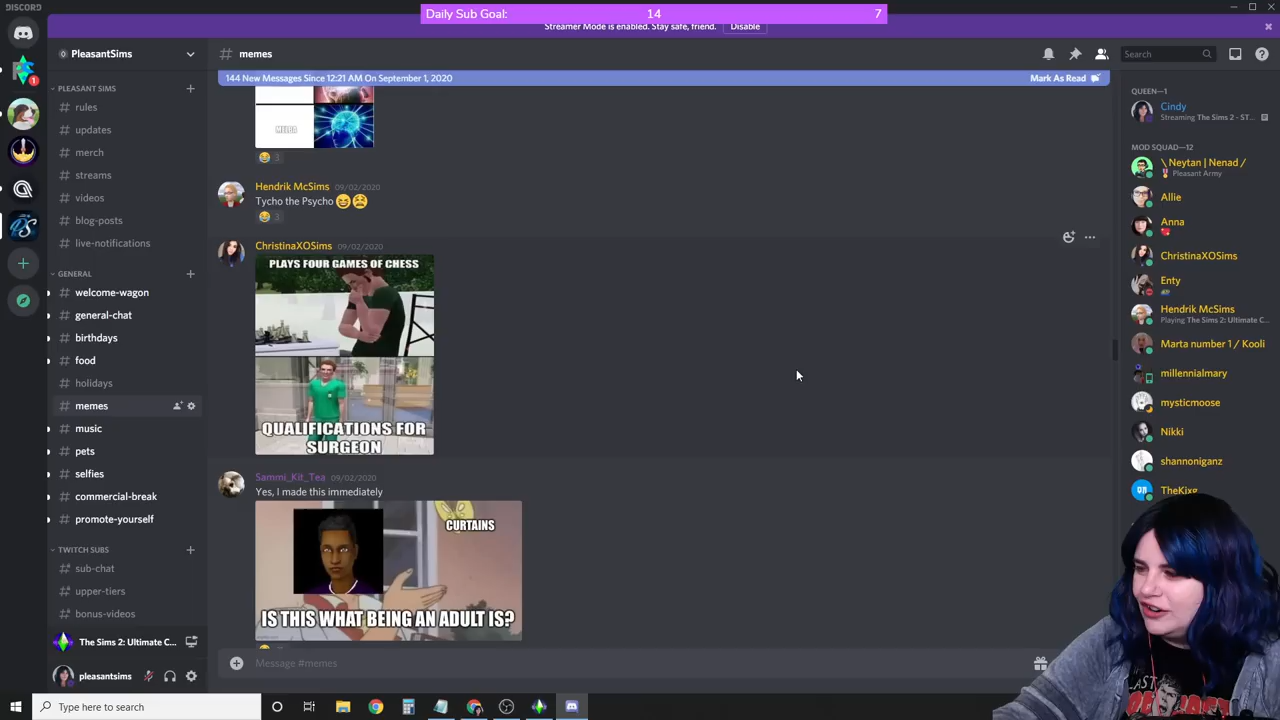 DISCORD
Daily Sub Goal: 14 7
Streamer Mode is enabled. Stay safe, friend. Disable
PleasantSims
# memes
Search
144 New Messages Since 12:21 AM On September 1, 2020 Mark As Read
1
PLEASANT SIMS
# rules
# updates
# merch
# streams
# videos
# blog-posts
# live-notifications
GENERAL
# welcome-wagon
# general-chat
# birthdays
# food
# holidays
# memes
# music
# pets
# selfies
# commercial-break
# promote-yourself
TWITCH SUBS
# sub-chat
# upper-tiers
# bonus-videos
The Sims 2: Ultimate C...
pleasantsims
3
Hendrik McSims 09/02/2020
Tycho the Psycho
3
ChristinaXOSims 09/02/2020
PLAYS FOUR GAMES OF CHESS
QUALIFICATIONS FOR
SURGEON
Sammi_Kit_Tea 09/02/2020
Yes, I made this immediately
CURTAINS
IS THIS WHAT BEING AN ADULT IS?
Message #memes
QUEEN—1
Cindy
Streaming The Sims 2 - ST...
MOD SQUAD—12
\ Neytan | Nenad /
Pleasant Army
Allie
Anna
ChristinaXOSims
Enty
Hendrik McSims
Playing The Sims 2: Ultimate C...
Marta number 1 / Kooli
millennialmary
mysticmoose
Nikki
shannoniganz
TheKixg
Type here to search